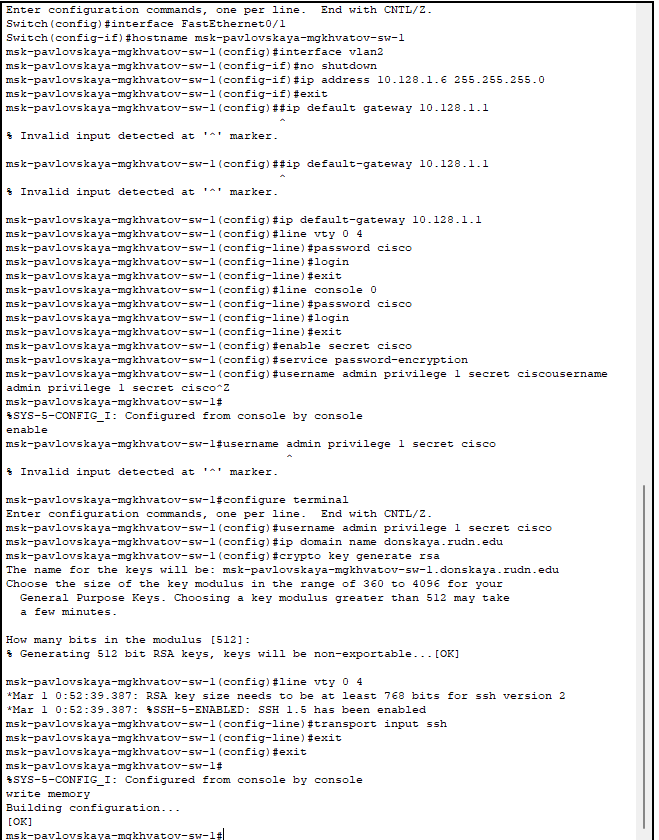 Enter configuration commands, one per line.  End with CNTL/Z.
Switch(config)#interface FastEthernet0/1
Switch(config-if)#hostname msk-pavlovskaya-mgkhvatov-sw-1
msk-pavlovskaya-mgkhvatov-sw-1(config)#interface vlan2
msk-pavlovskaya-mgkhvatov-sw-1(config-if)#no shutdown
msk-pavlovskaya-mgkhvatov-sw-1(config-if)#ip address 10.128.1.6 255.255.255.0
msk-pavlovskaya-mgkhvatov-sw-1(config-if)#exit
msk-pavlovskaya-mgkhvatov-sw-1(config)##ip default gateway 10.128.1.1
^
% Invalid input detected at '^' marker.
msk-pavlovskaya-mgkhvatov-sw-1(config)##ip default-gateway 10.128.1.1
^
% Invalid input detected at '^' marker.
msk-pavlovskaya-mgkhvatov-sw-1(config)#ip default-gateway 10.128.1.1
msk-pavlovskaya-mgkhvatov-sw-1(config)#line vty 0 4
msk-pavlovskaya-mgkhvatov-sw-1(config-line)#password cisco
msk-pavlovskaya-mgkhvatov-sw-1(config-line)#login
msk-pavlovskaya-mgkhvatov-sw-1(config-line)#exit
msk-pavlovskaya-mgkhvatov-sw-1(config)#line console 0
msk-pavlovskaya-mgkhvatov-sw-1(config-line)#password cisco
msk-pavlovskaya-mgkhvatov-sw-1(config-line)#login
msk-pavlovskaya-mgkhvatov-sw-1(config-line)#exit
msk-pavlovskaya-mgkhvatov-sw-1(config)#enable secret cisco
msk-pavlovskaya-mgkhvatov-sw-1(config)#service password-encryption
msk-pavlovskaya-mgkhvatov-sw-1(config)#username admin privilege 1 secret ciscousername
admin privilege 1 secret cisco^Z
msk-pavlovskaya-mgkhvatov-sw-1#
%SYS-5-CONFIG_I: Configured from console by console
enable
msk-pavlovskaya-mgkhvatov-sw-1#username admin privilege 1 secret cisco
^
% Invalid input detected at '^' marker.
msk-pavlovskaya-mgkhvatov-sw-1#configure terminal
Enter configuration commands, one per line.  End with CNTL/Z.
msk-pavlovskaya-mgkhvatov-sw-1(config)#username admin privilege 1 secret cisco
msk-pavlovskaya-mgkhvatov-sw-1(config)#ip domain name donskaya.rudn.edu
msk-pavlovskaya-mgkhvatov-sw-1(config)#crypto key generate rsa
The name for the keys will be: msk-pavlovskaya-mgkhvatov-sw-1.donskaya.rudn.edu
Choose the size of the key modulus in the range of 360 to 4096 for your
General Purpose Keys. Choosing a key modulus greater than 512 may take
a few minutes.
How many bits in the modulus [512]:
% Generating 512 bit RSA keys, keys will be non-exportable...[OK]
msk-pavlovskaya-mgkhvatov-sw-1(config)#line vty 0 4
*Mar 1 0:52:39.387: RSA key size needs to be at least 768 bits for ssh version 2
*Mar 1 0:52:39.387: %SSH-5-ENABLED: SSH 1.5 has been enabled
msk-pavlovskaya-mgkhvatov-sw-1(config-line)#transport input ssh
msk-pavlovskaya-mgkhvatov-sw-1(config-line)#exit
msk-pavlovskaya-mgkhvatov-sw-1(config)#exit
msk-pavlovskaya-mgkhvatov-sw-1#
%SYS-5-CONFIG_I: Configured from console by console
write memory
Building configuration...
[OK]
msk-pavlovskaya-mgkhvatov-sw-1#